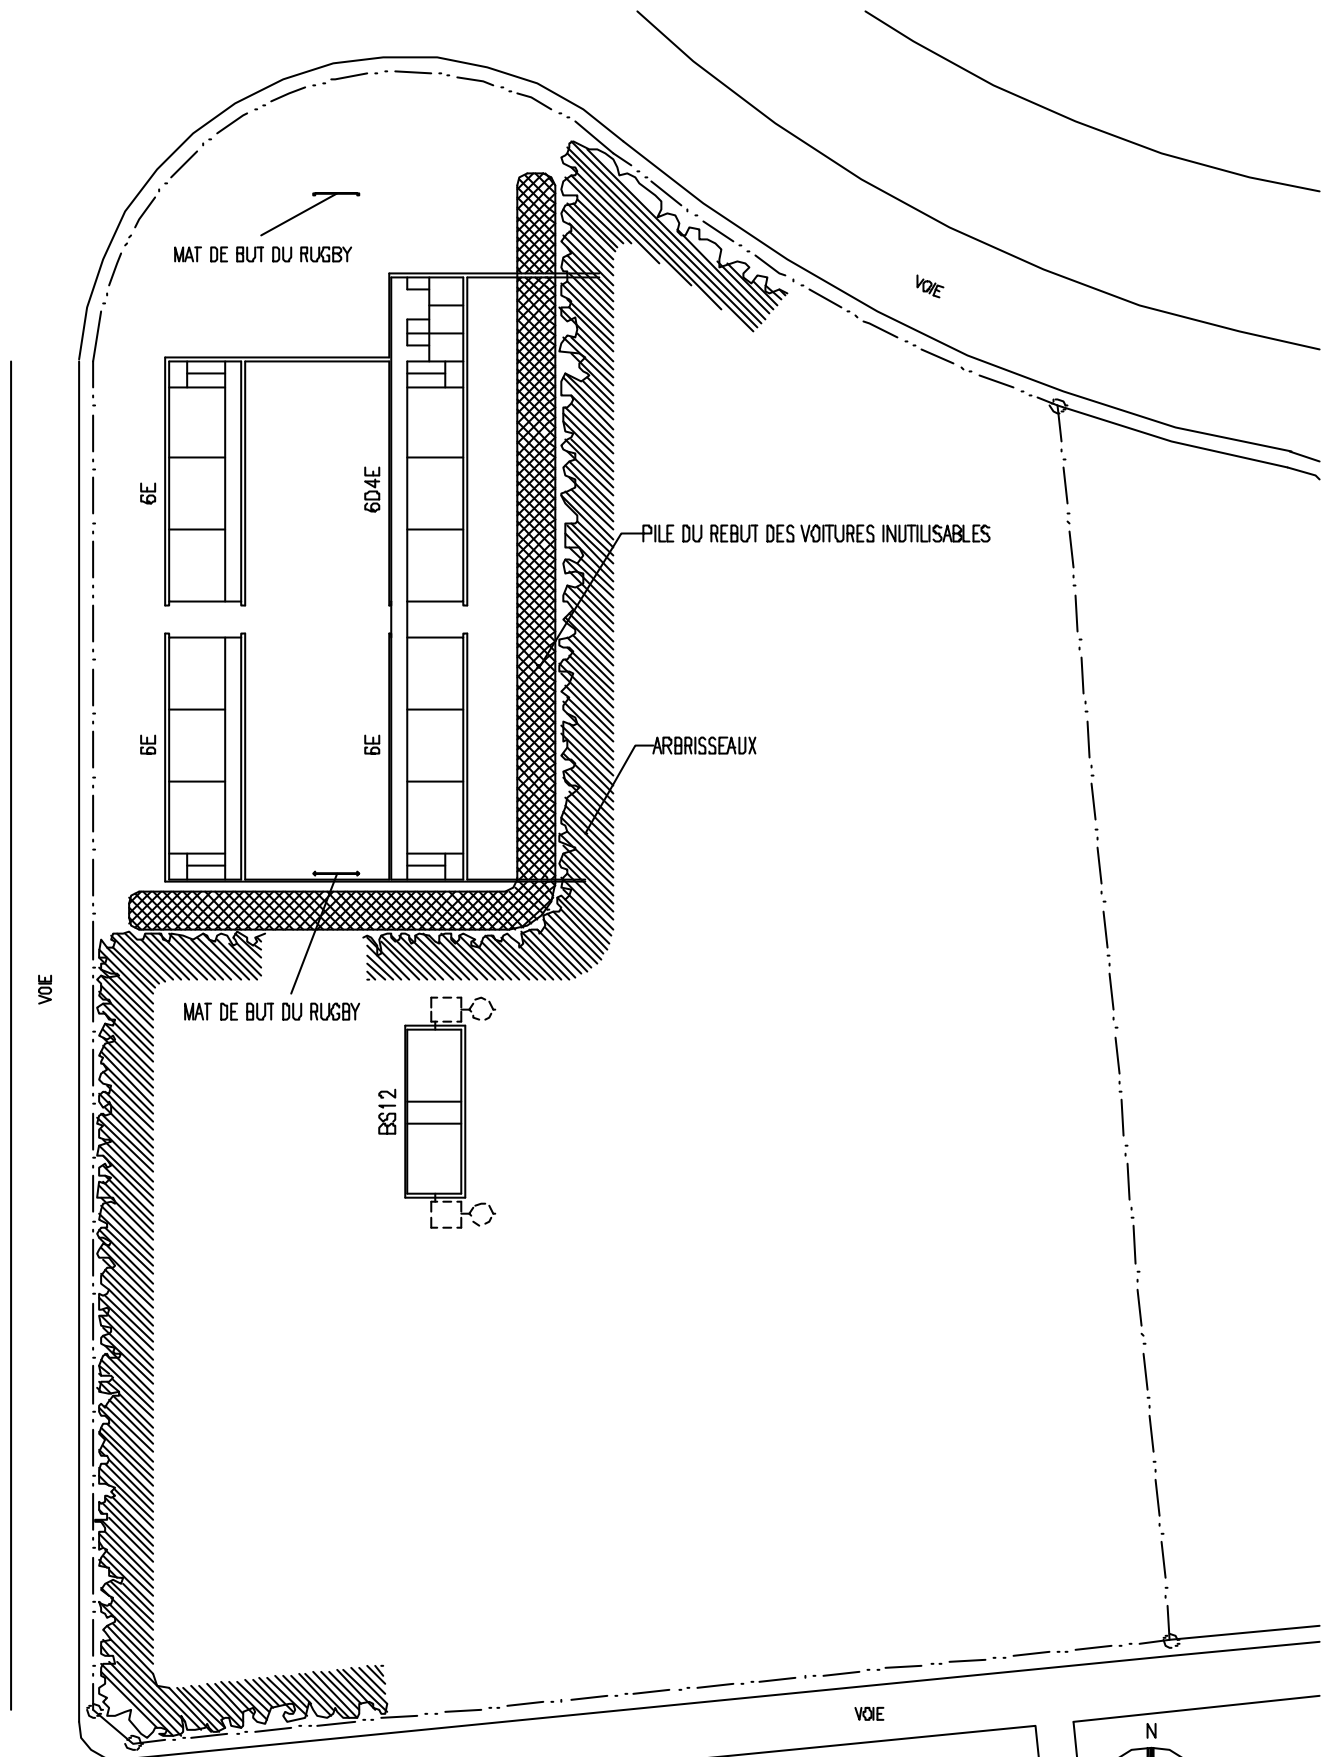 MAT DE BUT DU RUGBY
VOIE
6E
6D4E
PILE DU REBUT DES VOITURES INUTILISABLES
6E
6E
ARBRISSEAUX
VOIE
MAT DE BUT DU RUGBY
BS12
VOIE
N